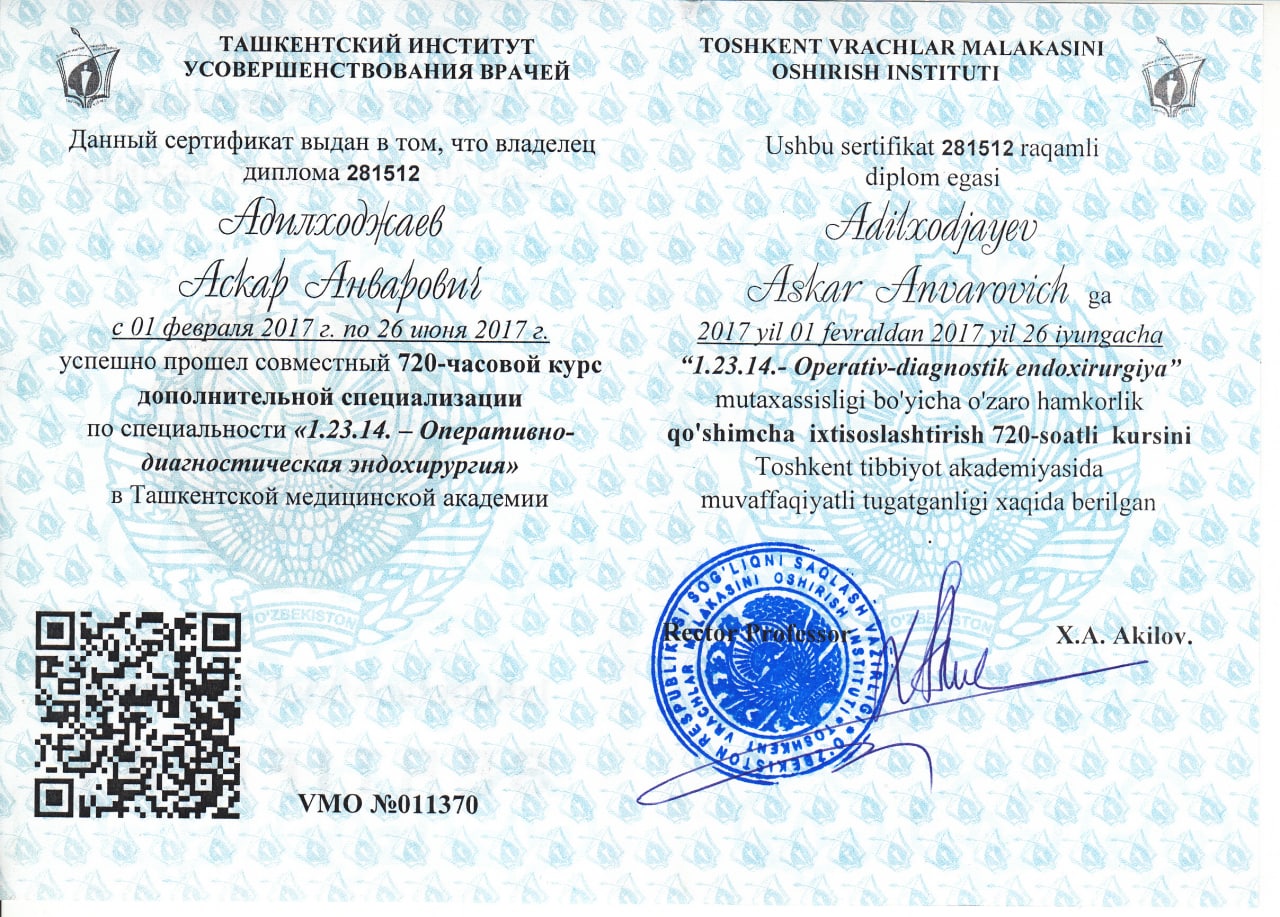 ТАШКЕНТСКИЙ ИНСТИТУТ
УСОВЕРШЕНСТВОВАНИЯ ВРАЧЕЙ
Данный сертификат выдан в том, что владелец
диплома 281512
Адилходжаев
Аскар Анварович
с 01 февраля 2017 г. по 26 июня 2017 г.
успешно прошел совместный 720-часовой курс
дополнительной специализации
по специальности «1.23.14. – Оперативно-
диагностическая эндохирургия»
в Ташкентской медицинской академии
VMO №011370
TOSHKENT VRACHLAR MALAKASINI
OSHIRISH INSTITUTI
Ushbu sertifikat 281512 raqamli
diplom egasi
Adilxodjayev
Askar Anvarovich ga
2017 yil 01 fevraldan 2017 yil 26 iyungacha
“1.23.14.- Operativ-diagnostik endoxirurgiya”
mutaxassisligi bo'yicha o'zaro hamkorlik
qo'shimcha ixtisoslashtirish 720-soatli kursini
Toshkent tibbiyot akademiyasida
muvaffaqiyatli tugatganligi xaqida berilgan
Rector Professor. X.A. Akilov.
O'ZBEKISTON RESPUBLIKASI SOG'LIQNI SAQLASH VAZIRLIGI
TOSHKENT VRACHLAR MALAKASINI OSHIRISH INSTITUTI
O'ZBEKISTON